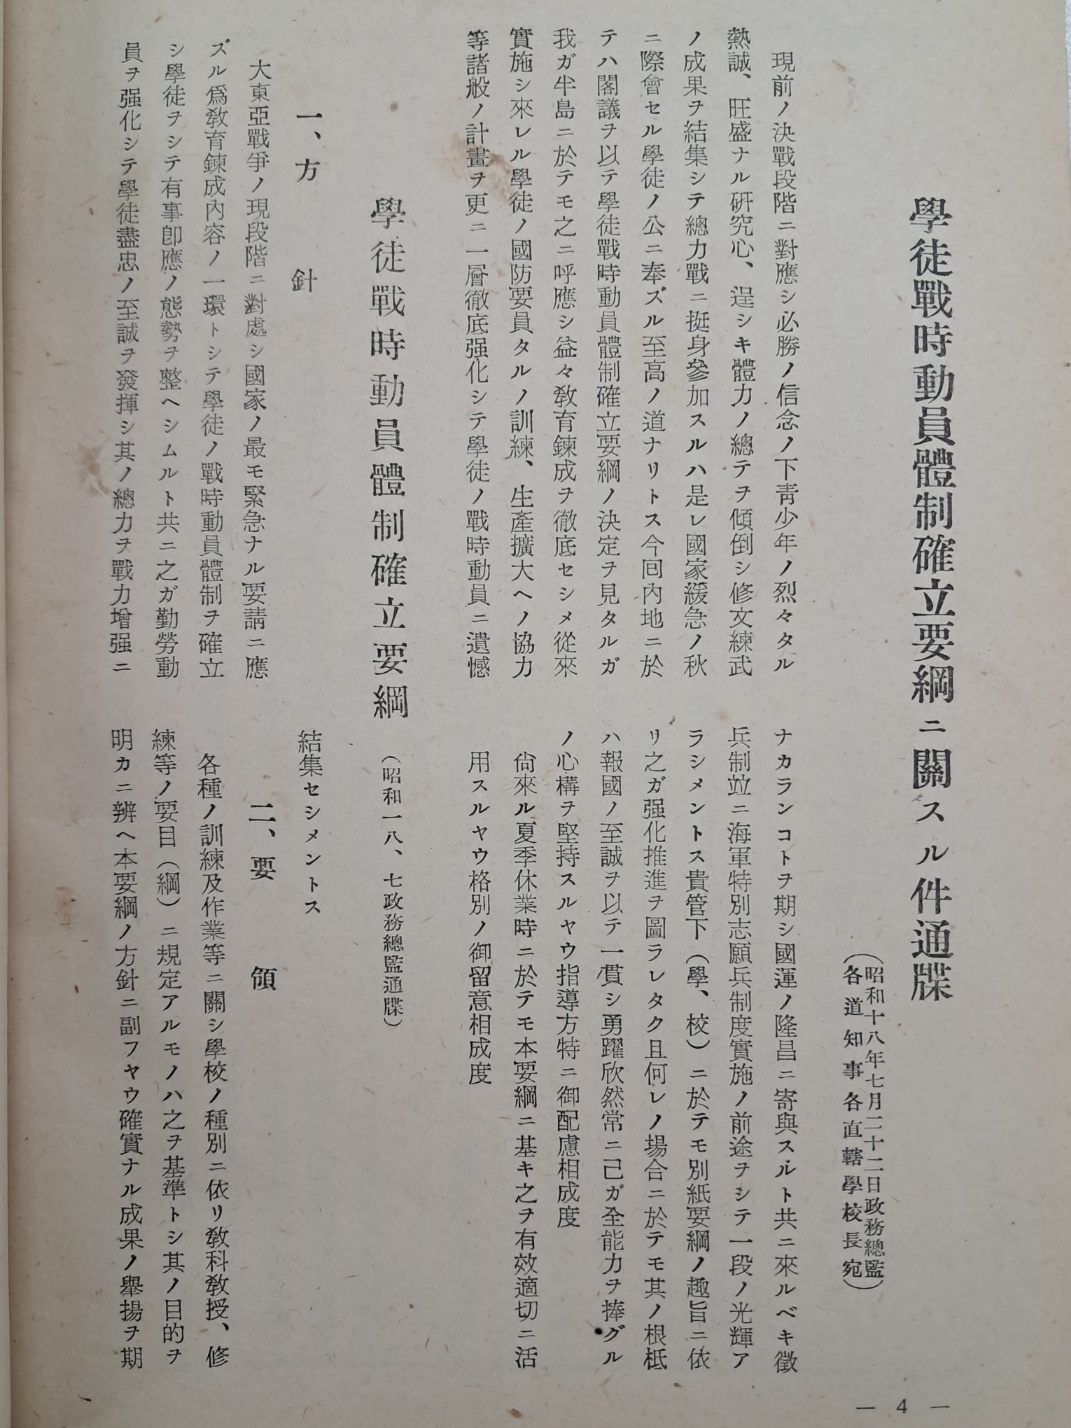 學徒戰時動員體制確立要綱ニ關スル件通牒
（昭和十八年七月二十二日政務總監
各道知事各直轄學校長宛）
現前ノ決戰段階ニ對應シ必勝ノ信念ノ下青少年ノ烈々タル
熱誠、旺盛ナル硏究心、逞シキ體力ノ總テヲ傾倒シ修文練武
ノ成果ヲ結集シテ總力戰ニ挺身參加スルハ是レ國家緩急ノ秋
ニ際會セル學徒ノ公ニ奉ズル至高ノ道ナリトス今囘內地ニ於
テハ閣議ヲ以テ學徒戰時動員體制確立要綱ノ決定ヲ見タルガ
我ガ半島ニ於テモ之ニ呼應シ益々敎育鍊成ヲ徹底セシメ從來
實施シ來レル學徒ノ國防要員タルノ訓練、生產擴大ヘノ協力
等諸般ノ計畫ヲ更ニ一層徹底强化シテ學徒ノ戰時動員ニ遺憾
ナカランコトヲ期シ國運ノ隆昌ニ寄與スルト共ニ來ルベキ徵
兵制竝ニ海軍特別志願兵制度實施ノ前途ヲシテ一段ノ光輝ア
ラシメントス貴管下（學、校）ニ於テモ別紙要綱ノ趣旨ニ依
リ之ガ强化推進ヲ圖ラレタク且何レノ場合ニ於テモ其ノ根柢
ハ報國ノ至誠ヲ以テ一貫シ勇躍欣然常ニ己ガ全能力ヲ捧グル
ノ心構ヲ堅持スルヤウ指導方特ニ御配慮相成度
尙來ル夏季休業時ニ於テモ本要綱ニ基キ之ヲ有效適切ニ活
用スルヤウ格別ノ御留意相成度
學徒戰時動員體制確立要綱
（昭和一八、七政務總監通牒）
一、方針
大東亞戰爭ノ現段階ニ對處シ國家ノ最モ緊急ナル要請ニ應
ズル爲敎育鍊成內容ノ一環トシテ學徒ノ戰時動員體制ヲ確立
シ學徒ヲシテ有事卽應ノ態勢ヲ整ヘシムルト共ニ之ガ勤勞動
員ヲ强化シテ學徒盡忠ノ至誠ヲ發揮シ其ノ總力ヲ戰力增强ニ
結集セシメントス
二、要領
各種ノ訓練及作業等ニ關シ學校ノ種別ニ依リ敎科敎授、修
練等ノ要目（綱）ニ規定アルモノハ之ヲ基準トシ其ノ目的ヲ
明カニ辨ヘ本要綱ノ方針ニ副フヤウ確實ナル成果ノ擧揚ヲ期
— 4 —